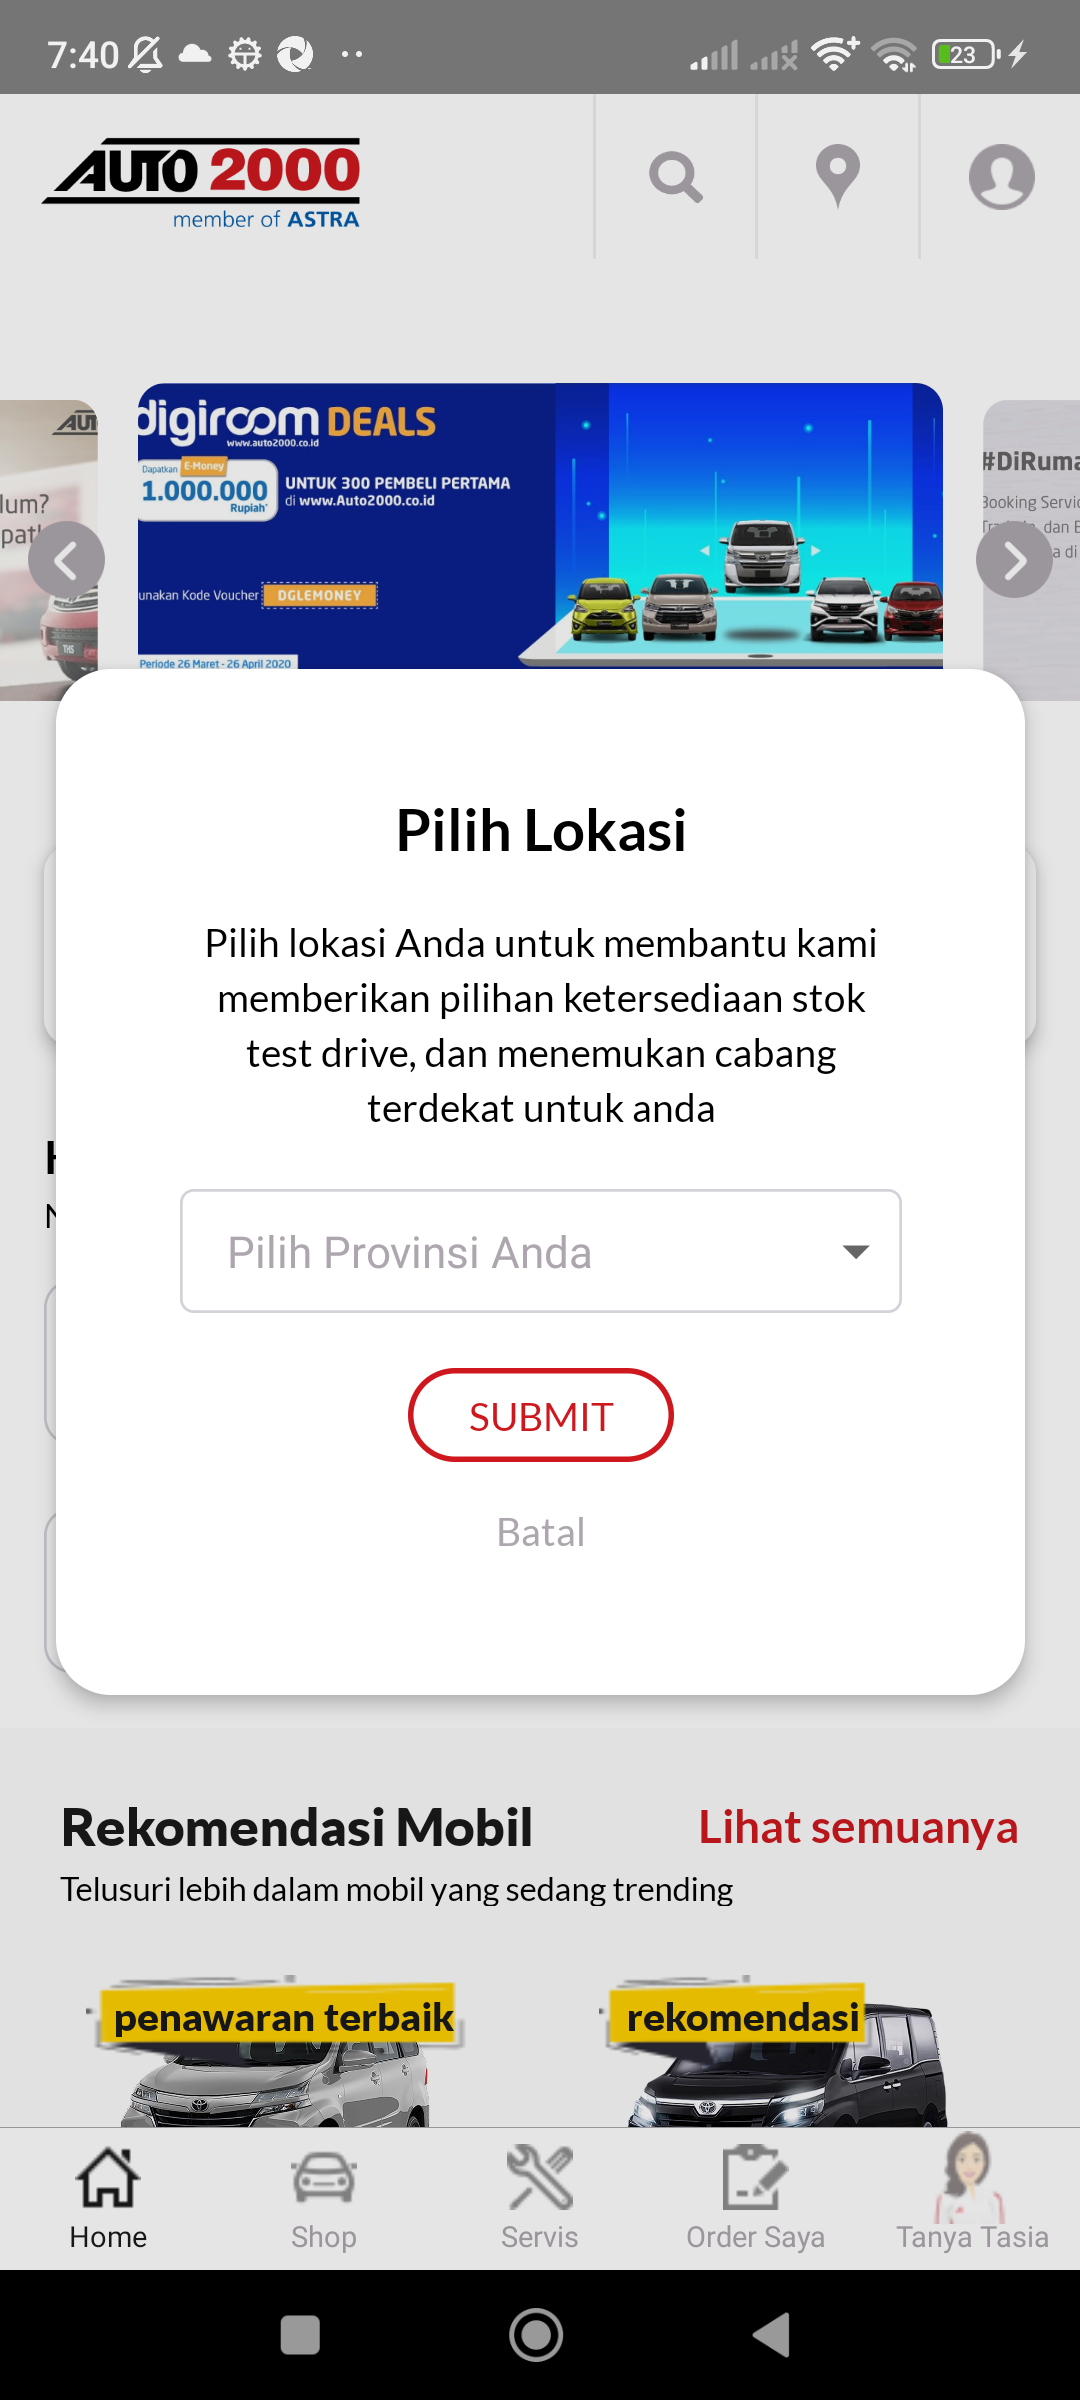 7:40
23
AUTO 2000
member of ASTRA
AUT
lum?
pat
THS
digiroom DEALS
www.auto2000.co.id
Dapatkan E-Money
1.000.000
Rupiah*
UNTUK 300 PEMBELI PERTAMA
di www.Auto2000.co.id
unakan Kode Voucher DGLEMONEY
Periode 26 Maret - 26 April 2020
#DiRuma
Booking Servic
dan
a di
Pilih Lokasi
Pilih lokasi Anda untuk membantu kami
memberikan pilihan ketersediaan stok
test drive, dan menemukan cabang
terdekat untuk anda
Pilih Provinsi Anda
SUBMIT
Batal
Rekomendasi Mobil
Lihat semuanya
Telusuri lebih dalam mobil yang sedang trending
penawaran terbaik
rekomendasi
Home
Shop
Servis
Order Saya
Tanya Tasia